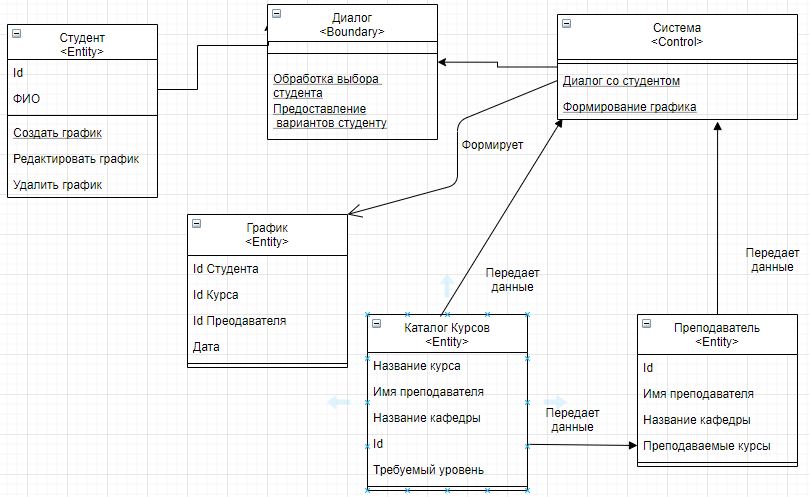 Студент
<Entity>
Id
ФИО
Создать график
Редактировать график
Удалить график
Диалог
<Boundary>
Обработка выбора
студента
Предоставление
вариантов студенту
Система
<Control>
Диалог со студентом
Формирование графика
Формирует
График
<Entity>
Id Студента
Id Курса
Id Преодавателя
Дата
Передает
данные
Передает
данные
Каталог Курсов
<Entity>
Название курса
Имя преподавателя
Название кафедры
Id
Требуемый уровень
Передает
данные
Преподаватель
<Entity>
Id
Имя преподавателя
Название кафедры
Преподаваемые курсы